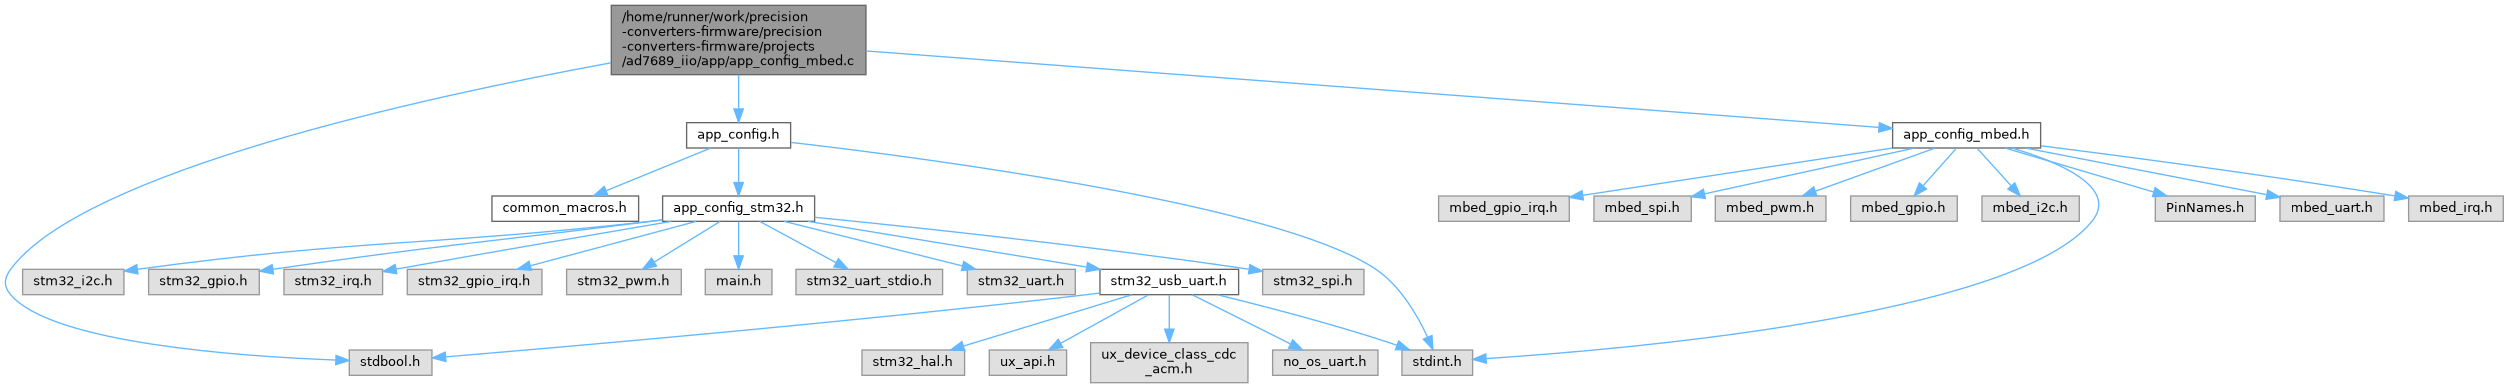 /home/runner/work/precision
-converters-firmware/precision
-converters-firmware/projects
/ad7689_iio/app/app_config_mbed.c
app_config.h
app_config_mbed.h
common_macros.h
app_config_stm32.h
mbed_gpio_irq.h
mbed_spi.h
mbed_pwm.h
mbed_gpio.h
mbed_i2c.h
PinNames.h
mbed_uart.h
mbed_irq.h
stm32_i2c.h
stm32_gpio.h
stm32_irq.h
stm32_gpio_irq.h
stm32_pwm.h
main.h
stm32_uart_stdio.h
stm32_uart.h
stm32_usb_uart.h
stm32_spi.h
stdbool.h
stm32_hal.h
ux_api.h
ux_device_class_cdc
_acm.h
no_os_uart.h
stdint.h